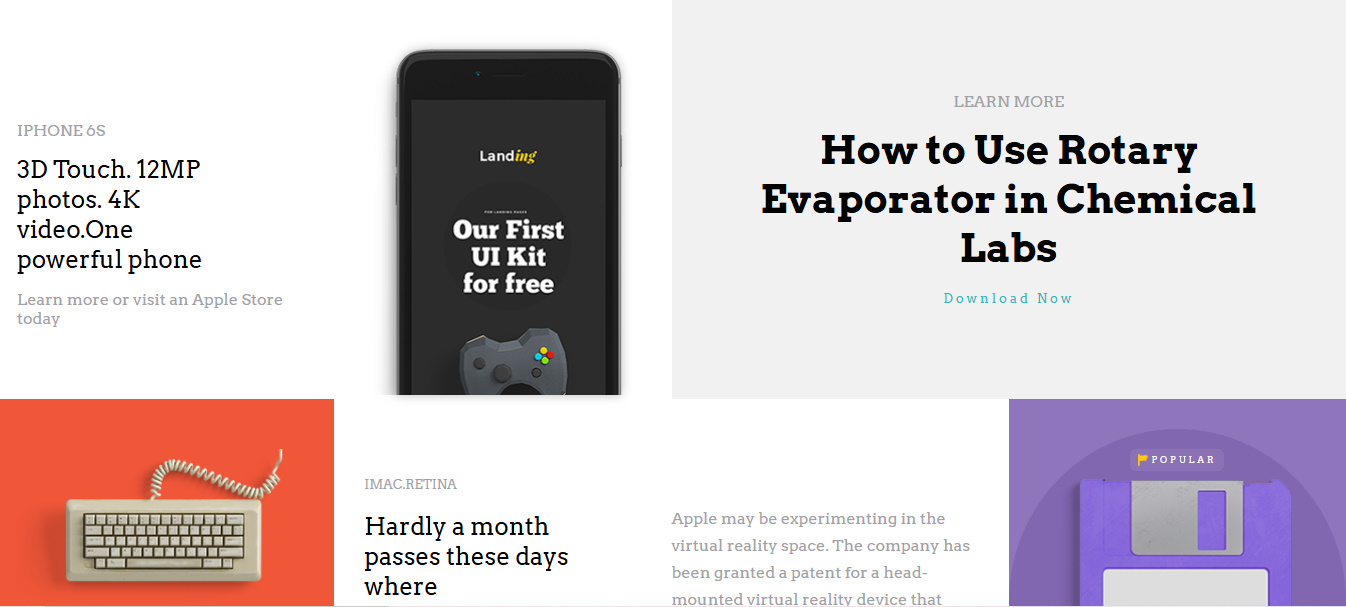 IPHONE 6S
3D Touch. 12MP
photos. 4K
video.One
powerful phone
Learn more or visit an Apple Store
today
Landing
FOR LANDING PAGES
Our First
UI Kit
for free
LEARN MORE
How to Use Rotary
Evaporator in Chemical
Labs
Download Now
IMAC.RETINA
Hardly a month
passes these days
where
Apple may be experimenting in the
virtual reality space. The company has
been granted a patent for a head-
mounted virtual reality device that
POPULAR